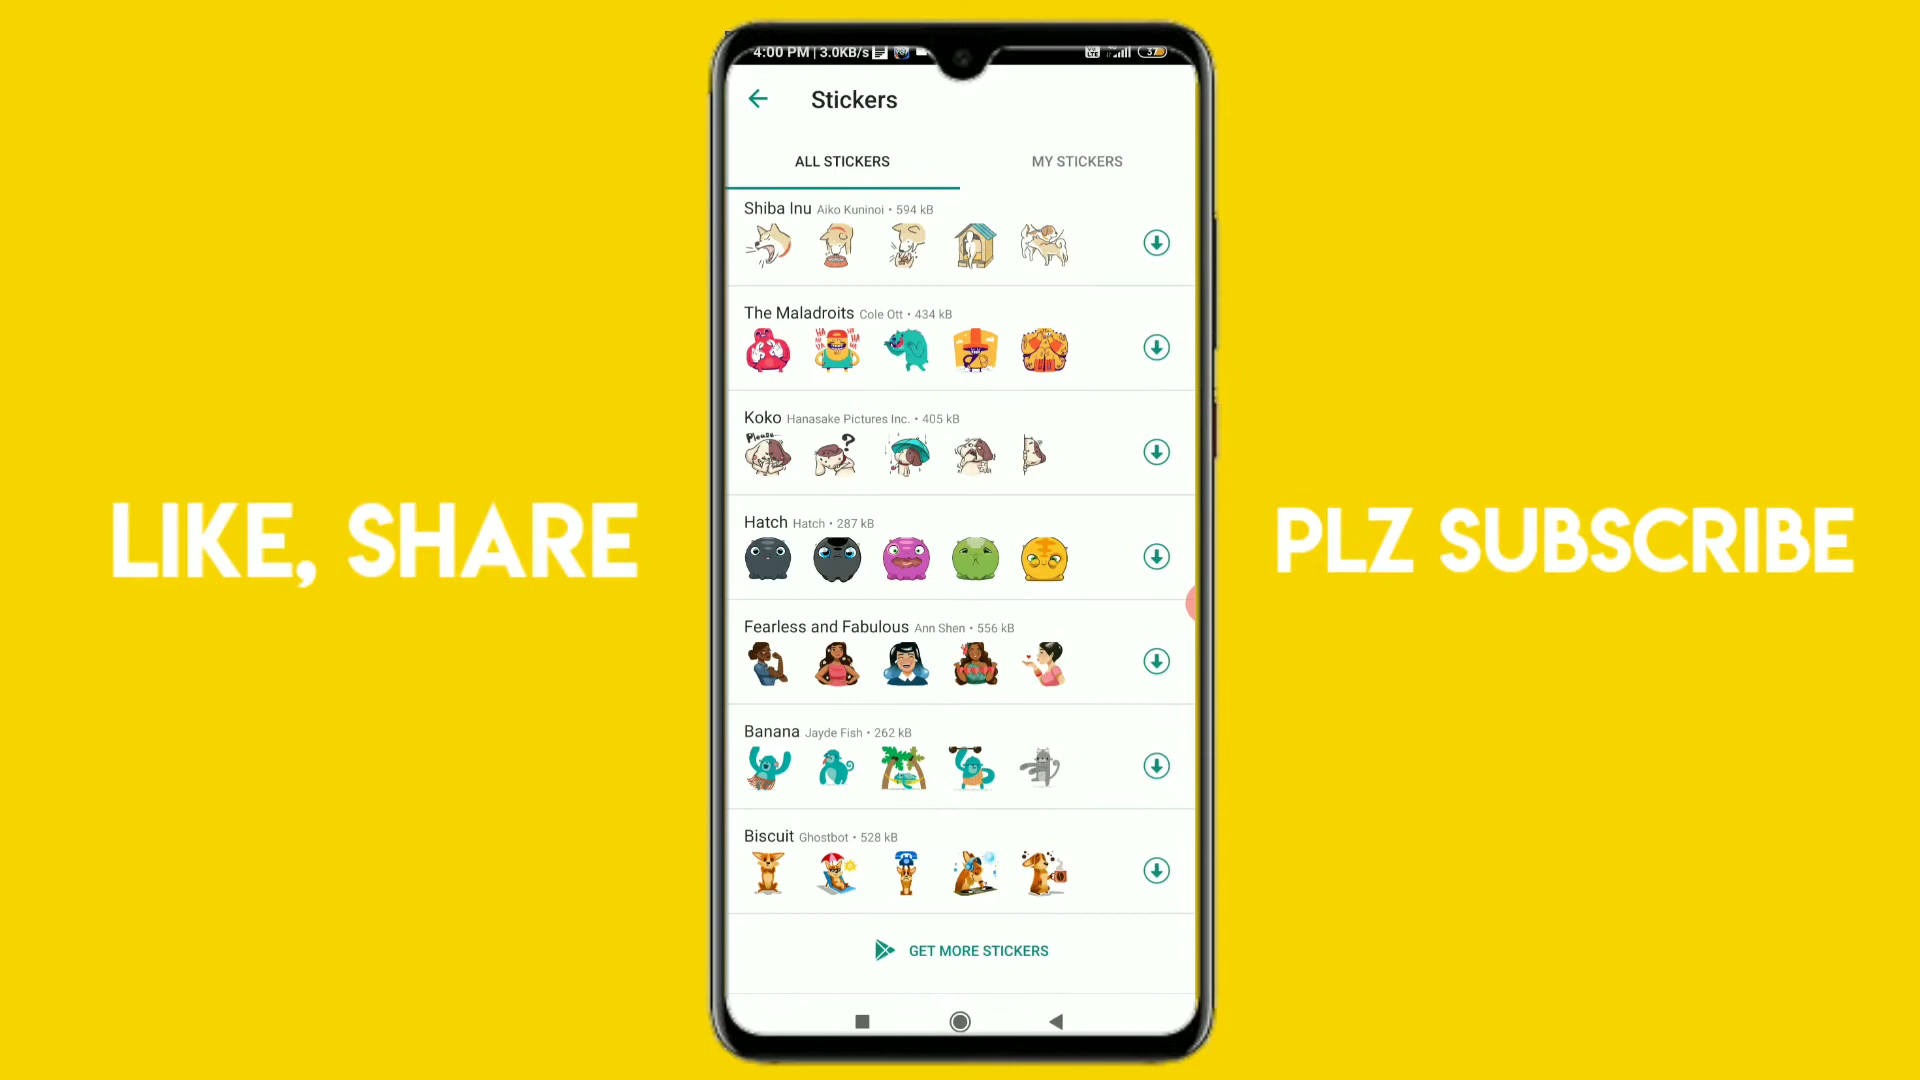 4:00 PM | 3.0KB/s
37
Stickers
ALL STICKERS
MY STICKERS
Shiba Inu Aiko Kuninoi • 594 kB
The Maladroits Cole Ott • 434 kB
Koko Hanasake Pictures Inc. • 405 kB
Please...
?
Hatch Hatch • 287 kB
Fearless and Fabulous Ann Shen • 556 kB
Banana Jayde Fish • 262 kB
Biscuit Ghostbot • 528 kB
GET MORE STICKERS
LIKE, SHARE
PLZ SUBSCRIBE